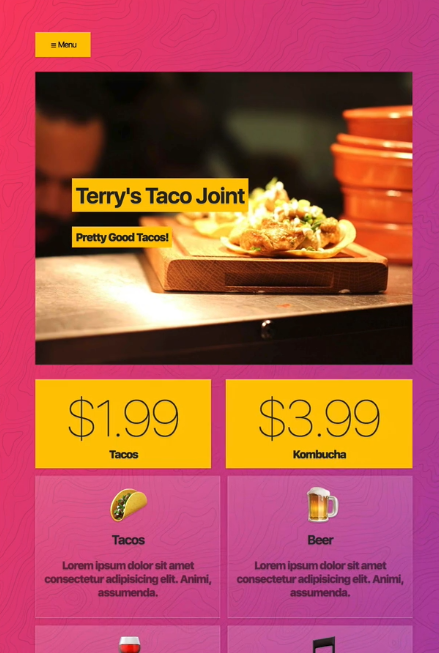 ≡ Menu
Terry's Taco Joint
Pretty Good Tacos!
$1.99
Tacos
$3.99
Kombucha
Tacos
Lorem ipsum dolor sit amet
consectetur adipisicing elit. Animi,
assumenda.
Beer
Lorem ipsum dolor sit amet
consectetur adipisicing elit. Animi,
assumenda.